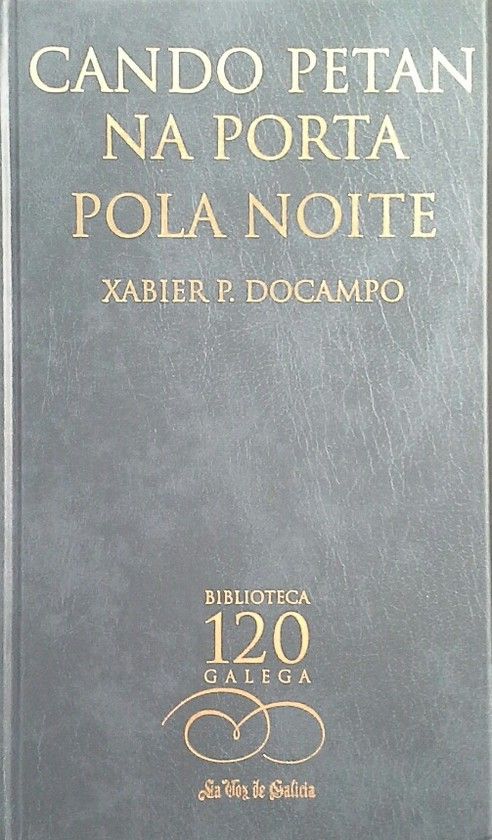 CANDO PETAN
NA PORTA
POLA NOITE
XABIER P. DOCAMPO
BIBLIOTECA
120
GALEGA
La Voz de Galicia